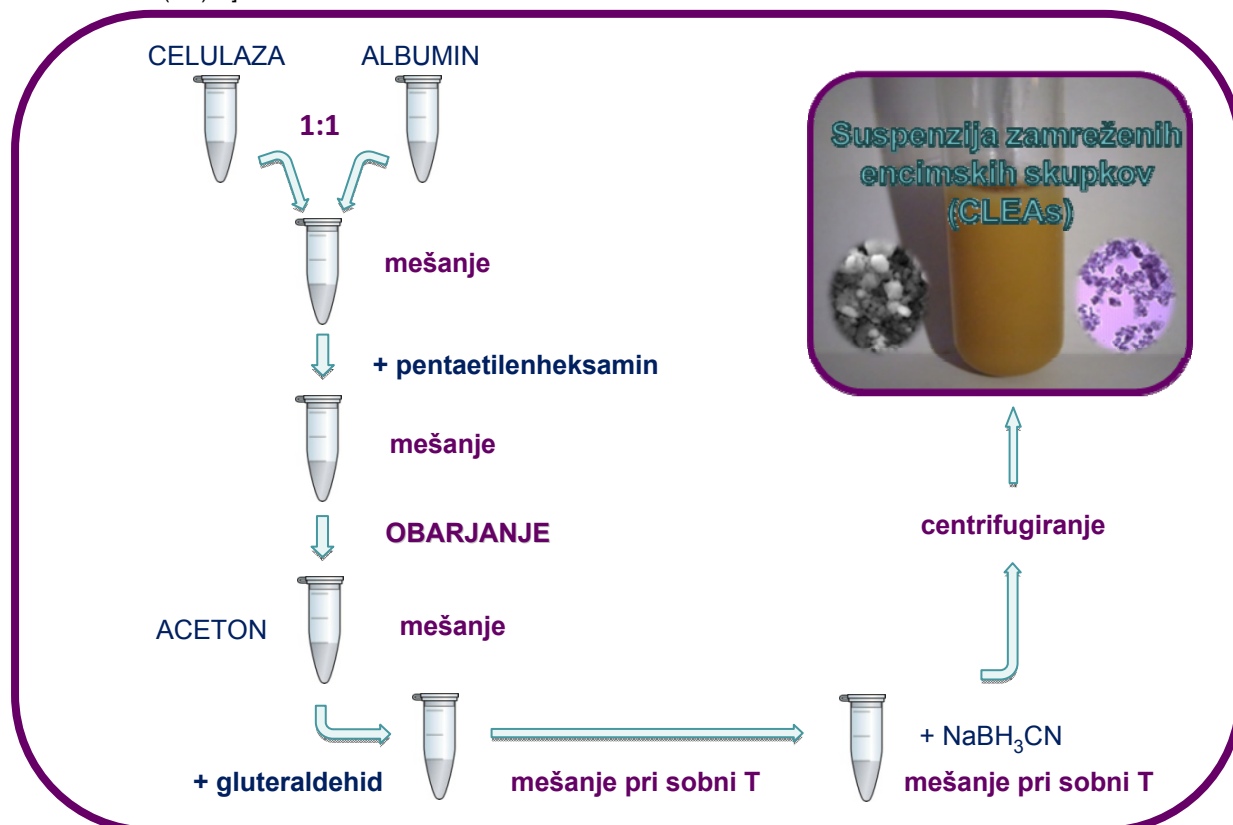 CELULAZA
ALBUMIN
1:1
mešanje
+ pentaetilenheksamin
mešanje
OBARJANJE
ACETON
mešanje
+ gluteraldehid
mešanje pri sobni T
+ NaBH₃CN
mešanje pri sobni T
centrifugiranje
Suspenzija zamreženih
encimskih skupkov
(CLEAs)